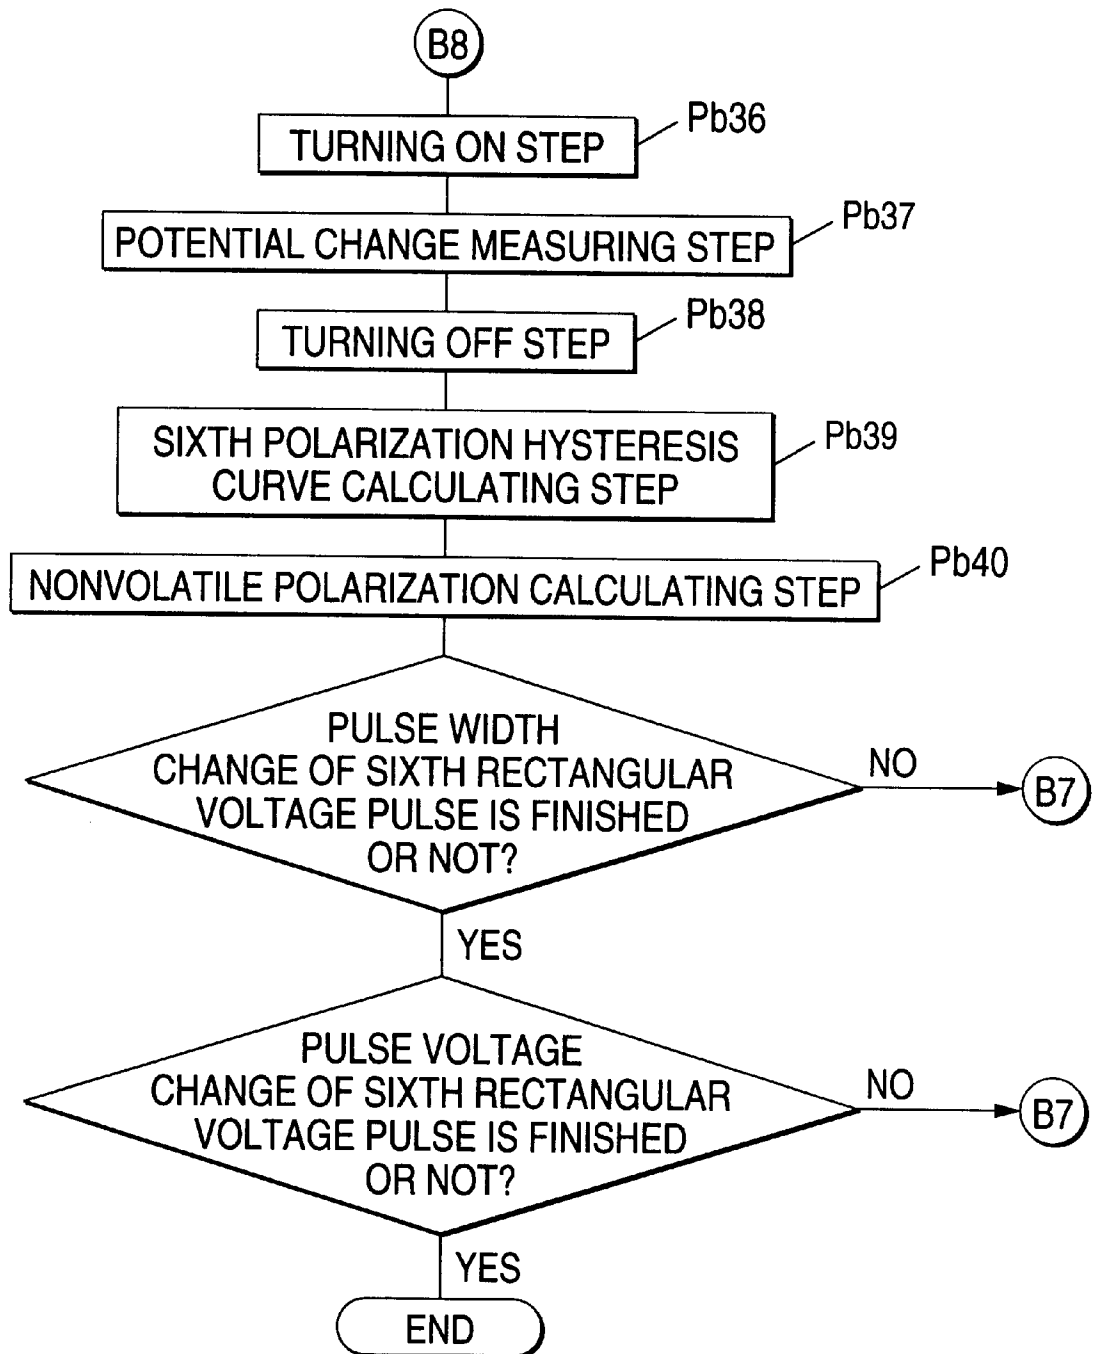 B8
TURNING ON STEP
Pb36
POTENTIAL CHANGE MEASURING STEP
Pb37
TURNING OFF STEP
Pb38
SIXTH POLARIZATION HYSTERESIS
CURVE CALCULATING STEP
Pb39
NONVOLATILE POLARIZATION CALCULATING STEP
Pb40
PULSE WIDTH
CHANGE OF SIXTH RECTANGULAR
VOLTAGE PULSE IS FINISHED
OR NOT?
NO
B7
YES
PULSE VOLTAGE
CHANGE OF SIXTH RECTANGULAR
VOLTAGE PULSE IS FINISHED
OR NOT?
NO
B7
YES
END